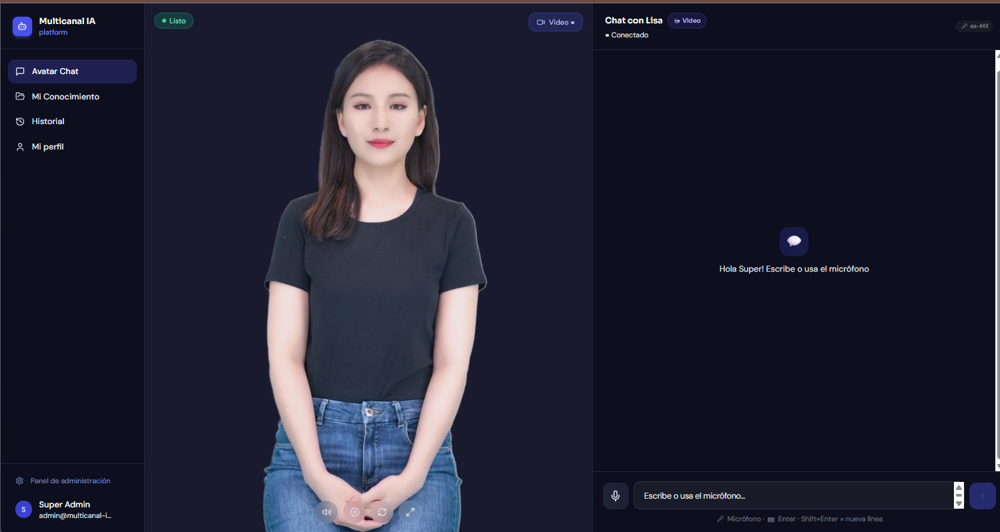 Multicanal IA
platform
Avatar Chat
Mi Conocimiento
Historial
Mi perfil
Panel de administración
S
Super Admin
admin@multicanal-i...
Listo
Video
Chat con Lisa
Video
Conectado
es-MX
Hola Super! Escribe o usa el micrófono
Escribe o usa el micrófono...
Micrófono · Enter · Shift+Enter = nueva línea